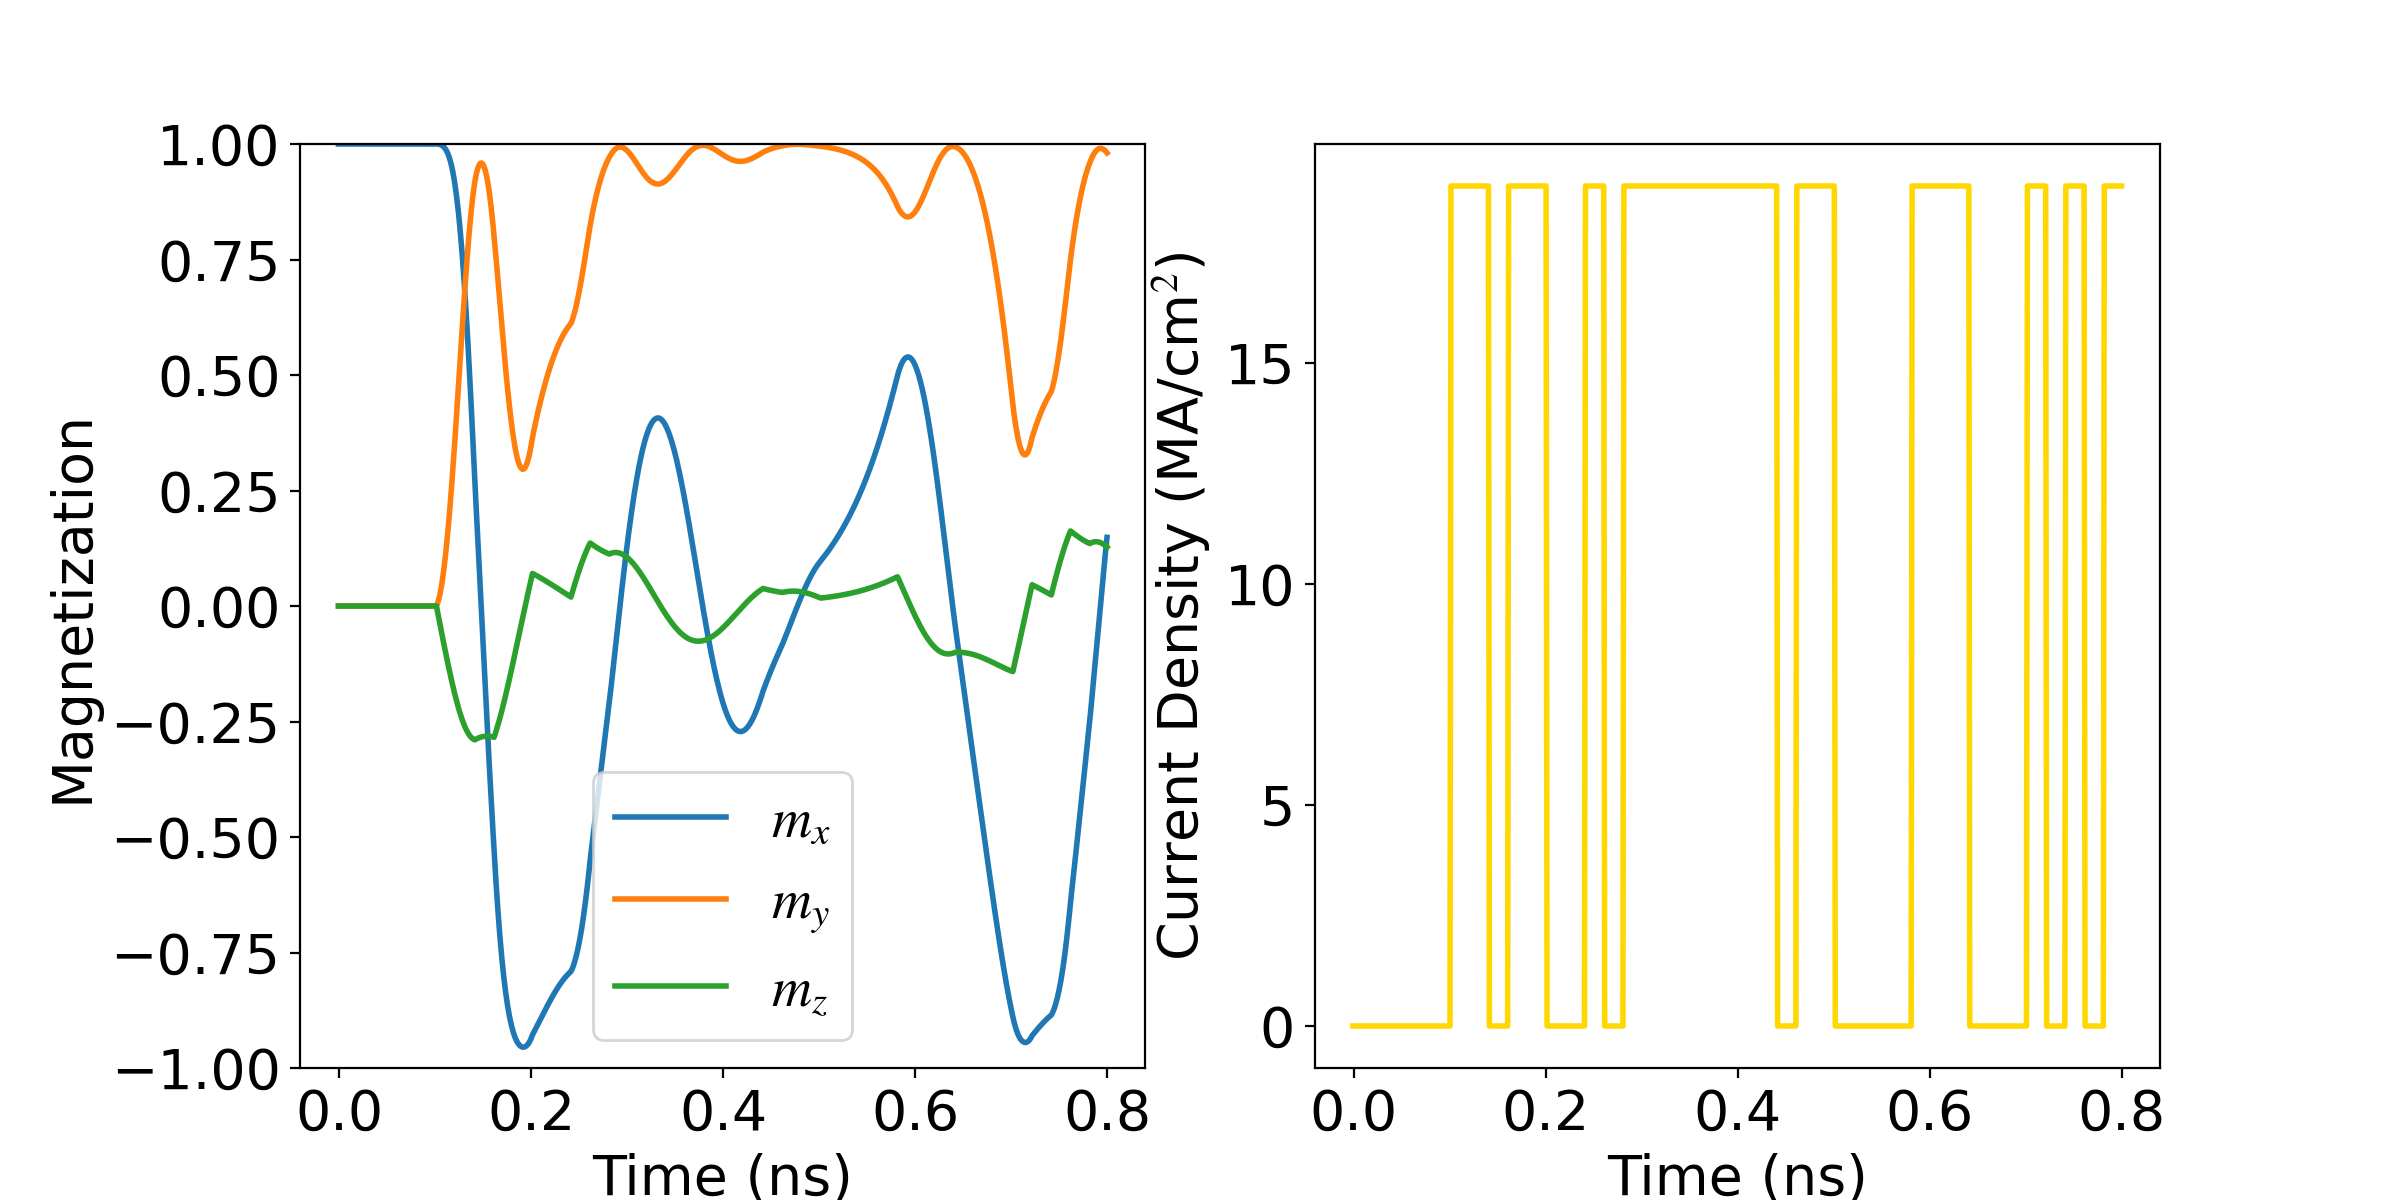 Magnetization
1.00
0.75
0.50
0.25
0.00
−0.25
−0.50
−0.75
−1.00
0.0 0.2 0.4 0.6 0.8
Time (ns)
m_x
m_y
m_z
Current Density (MA/cm²)
15
10
5
0
0.0 0.2 0.4 0.6 0.8
Time (ns)